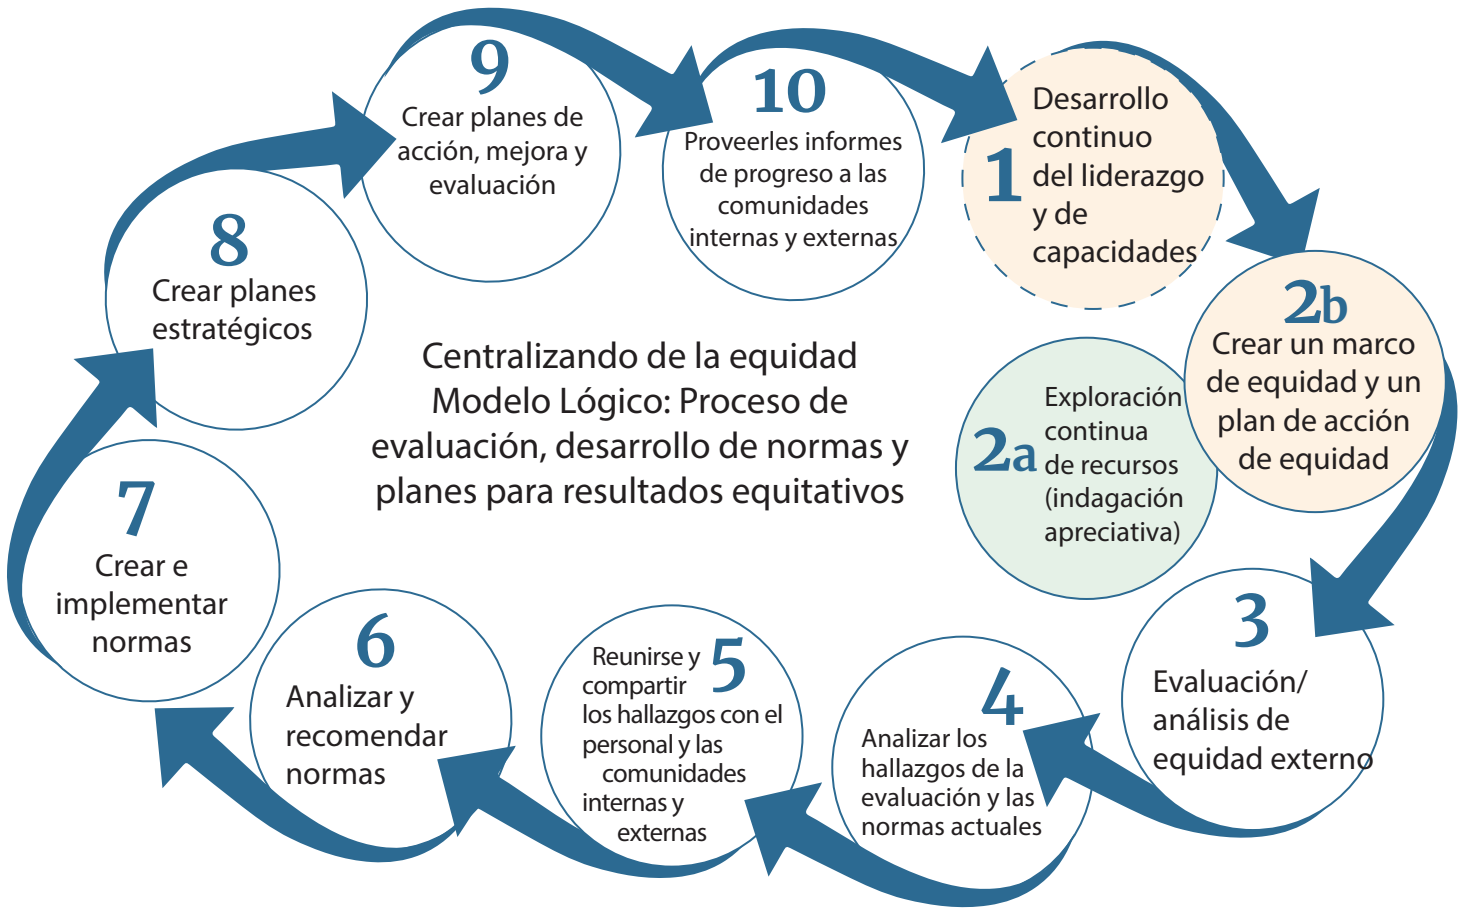 Centralizando de la equidad
Modelo Lógico: Proceso de
evaluación, desarrollo de normas y
planes para resultados equitativos
1
Desarrollo
continuo
del liderazgo
y de
capacidades
2a
Exploración
continua
de recursos
(indagación
apreciativa)
2b
Crear un marco
de equidad y un
plan de acción
de equidad
3
Evaluación/
análisis de
equidad externo
4
Analizar los
hallazgos de la
evaluación y las
normas actuales
5
Reunirse y
compartir
los hallazgos con el
personal y las
comunidades
internas y
externas
6
Analizar y
recomendar
normas
7
Crear e
implementar
normas
8
Crear planes
estratégicos
9
Crear planes de
acción, mejora y
evaluación
10
Proveerles informes
de progreso a las
comunidades
internas y externas